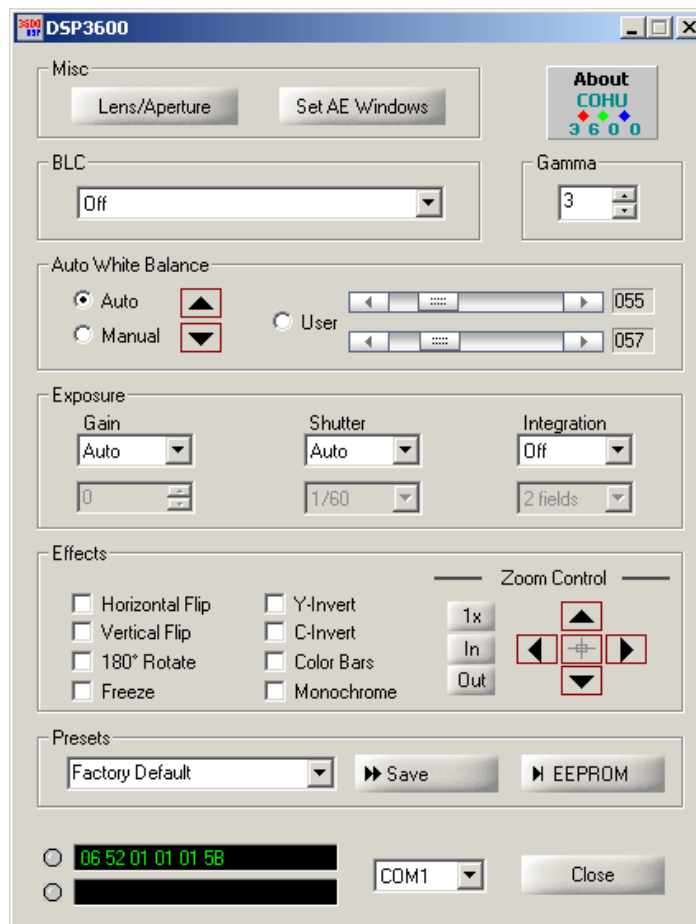 3600
DSP
DSP3600
Misc
Lens/Aperture
Set AE Windows
About
COHU
3600
BLC
Off
Gamma
3
Auto White Balance
Auto
Manual
User
055
057
Exposure
Gain
Shutter
Integration
Auto
Auto
Off
0
1/60
2 fields
Effects
Zoom Control
Horizontal Flip
Y-Invert
1x
Vertical Flip
C-Invert
In
180° Rotate
Color Bars
Out
Freeze
Monochrome
Presets
Factory Default
Save
EEPROM
06 52 01 01 01 5B
COM1
Close